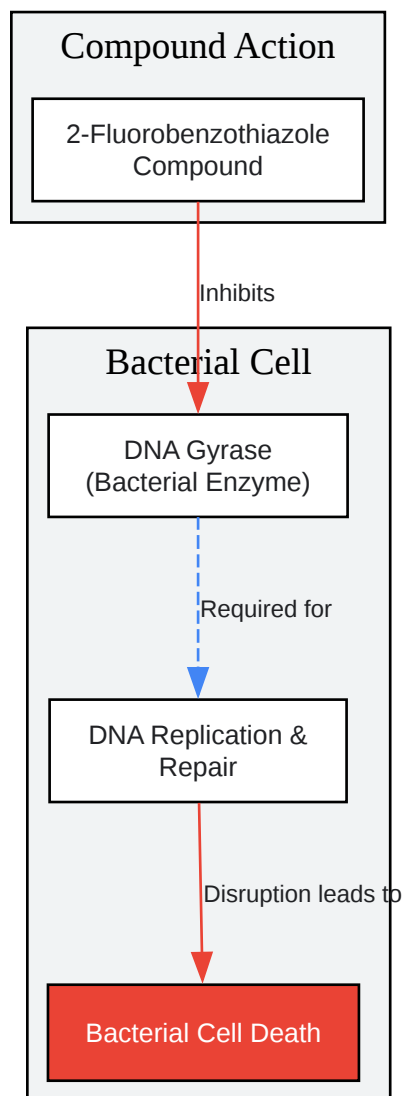 Compound Action
2-Fluorobenzothiazole
Compound
Inhibits
Bacterial Cell
DNA Gyrase
(Bacterial Enzyme)
Required for
DNA Replication &
Repair
Disruption leads to
Bacterial Cell Death